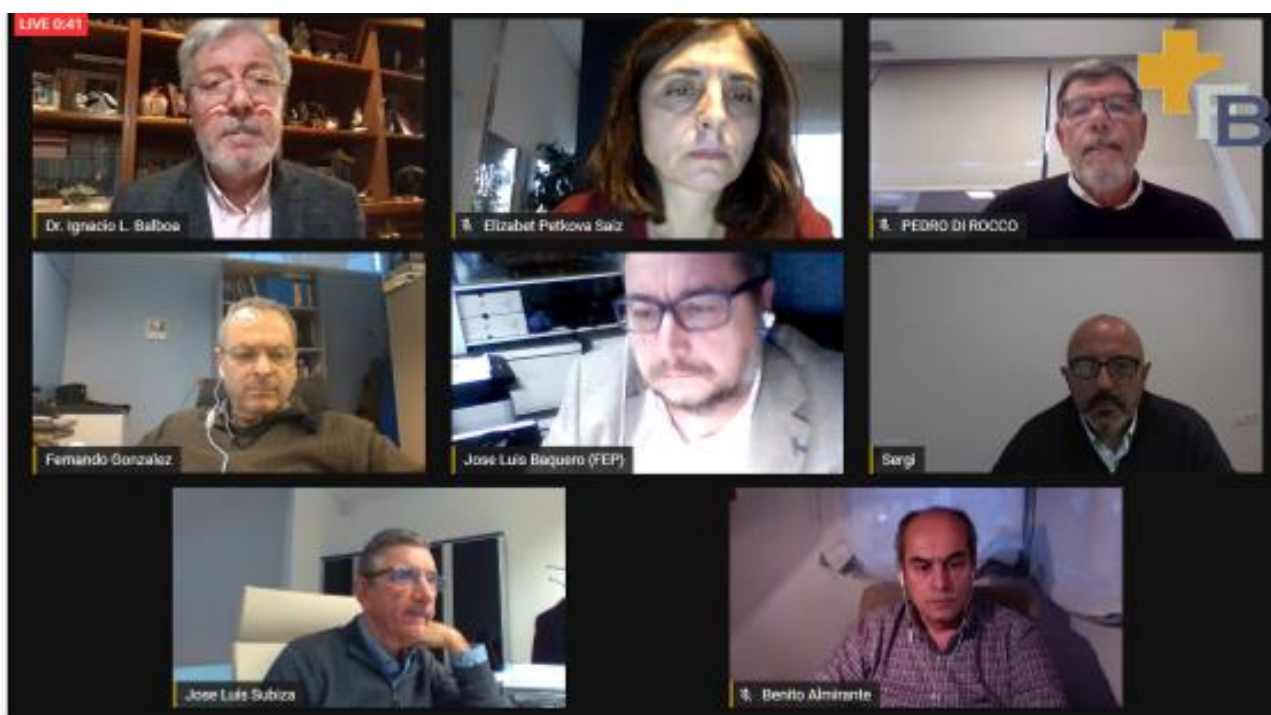 LIVE 0:41
B
Dr. Ignacio L. Balboa
Elizabet Petkova Saiz
PEDRO DI ROCCO
Fernando Gonzalez
Jose Luis Baquero (FEP)
Sergi
Jose Luis Subiza
Benito Almirante